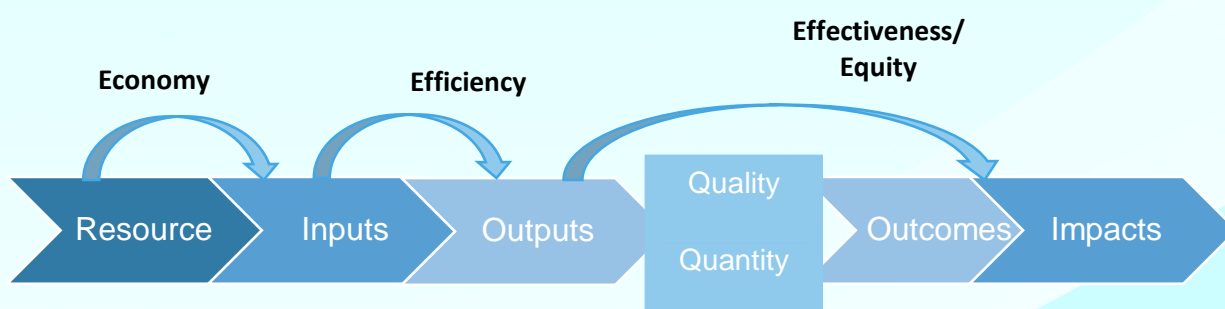 Economy
Efficiency
Effectiveness/
Equity
Resource
Inputs
Outputs
Quality
Quantity
Outcomes
Impacts